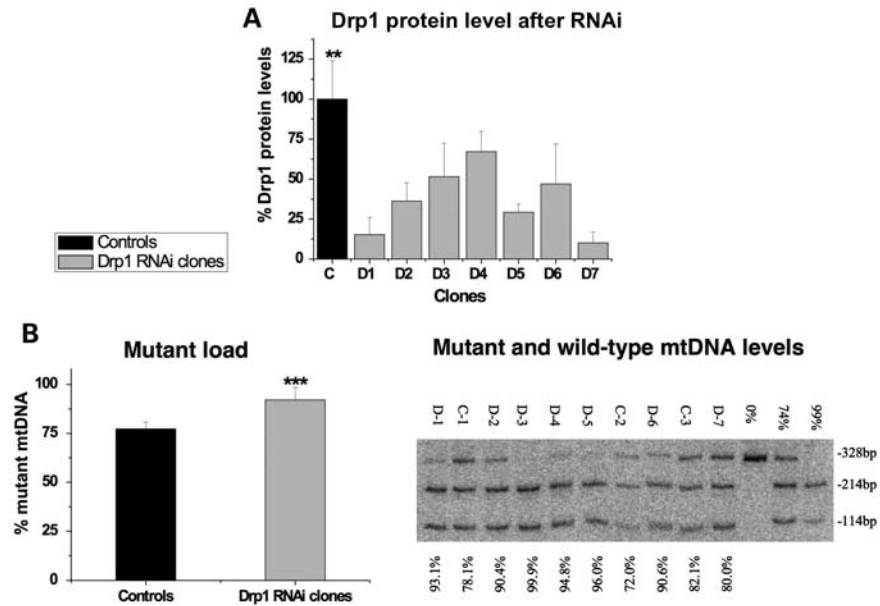 A Drp1 protein level after RNAi
**
125
100
75
50
25
0
% Drp1 protein levels
C D1 D2 D3 D4 D5 D6 D7
Clones
Controls
Drp1 RNAi clones
B Mutant load
***
100
75
50
25
0
% mutant mtDNA
Controls Drp1 RNAi clones
Mutant and wild-type mtDNA levels
D-1 C-1 D-2 D-3 D-4 D-5 C-2 D-6 C-3 D-7 0% 74% 99%
-328bp
-214bp
-114bp
93.1% 78.1% 90.4% 99.9% 94.8% 96.0% 72.0% 90.6% 82.1% 80.0%